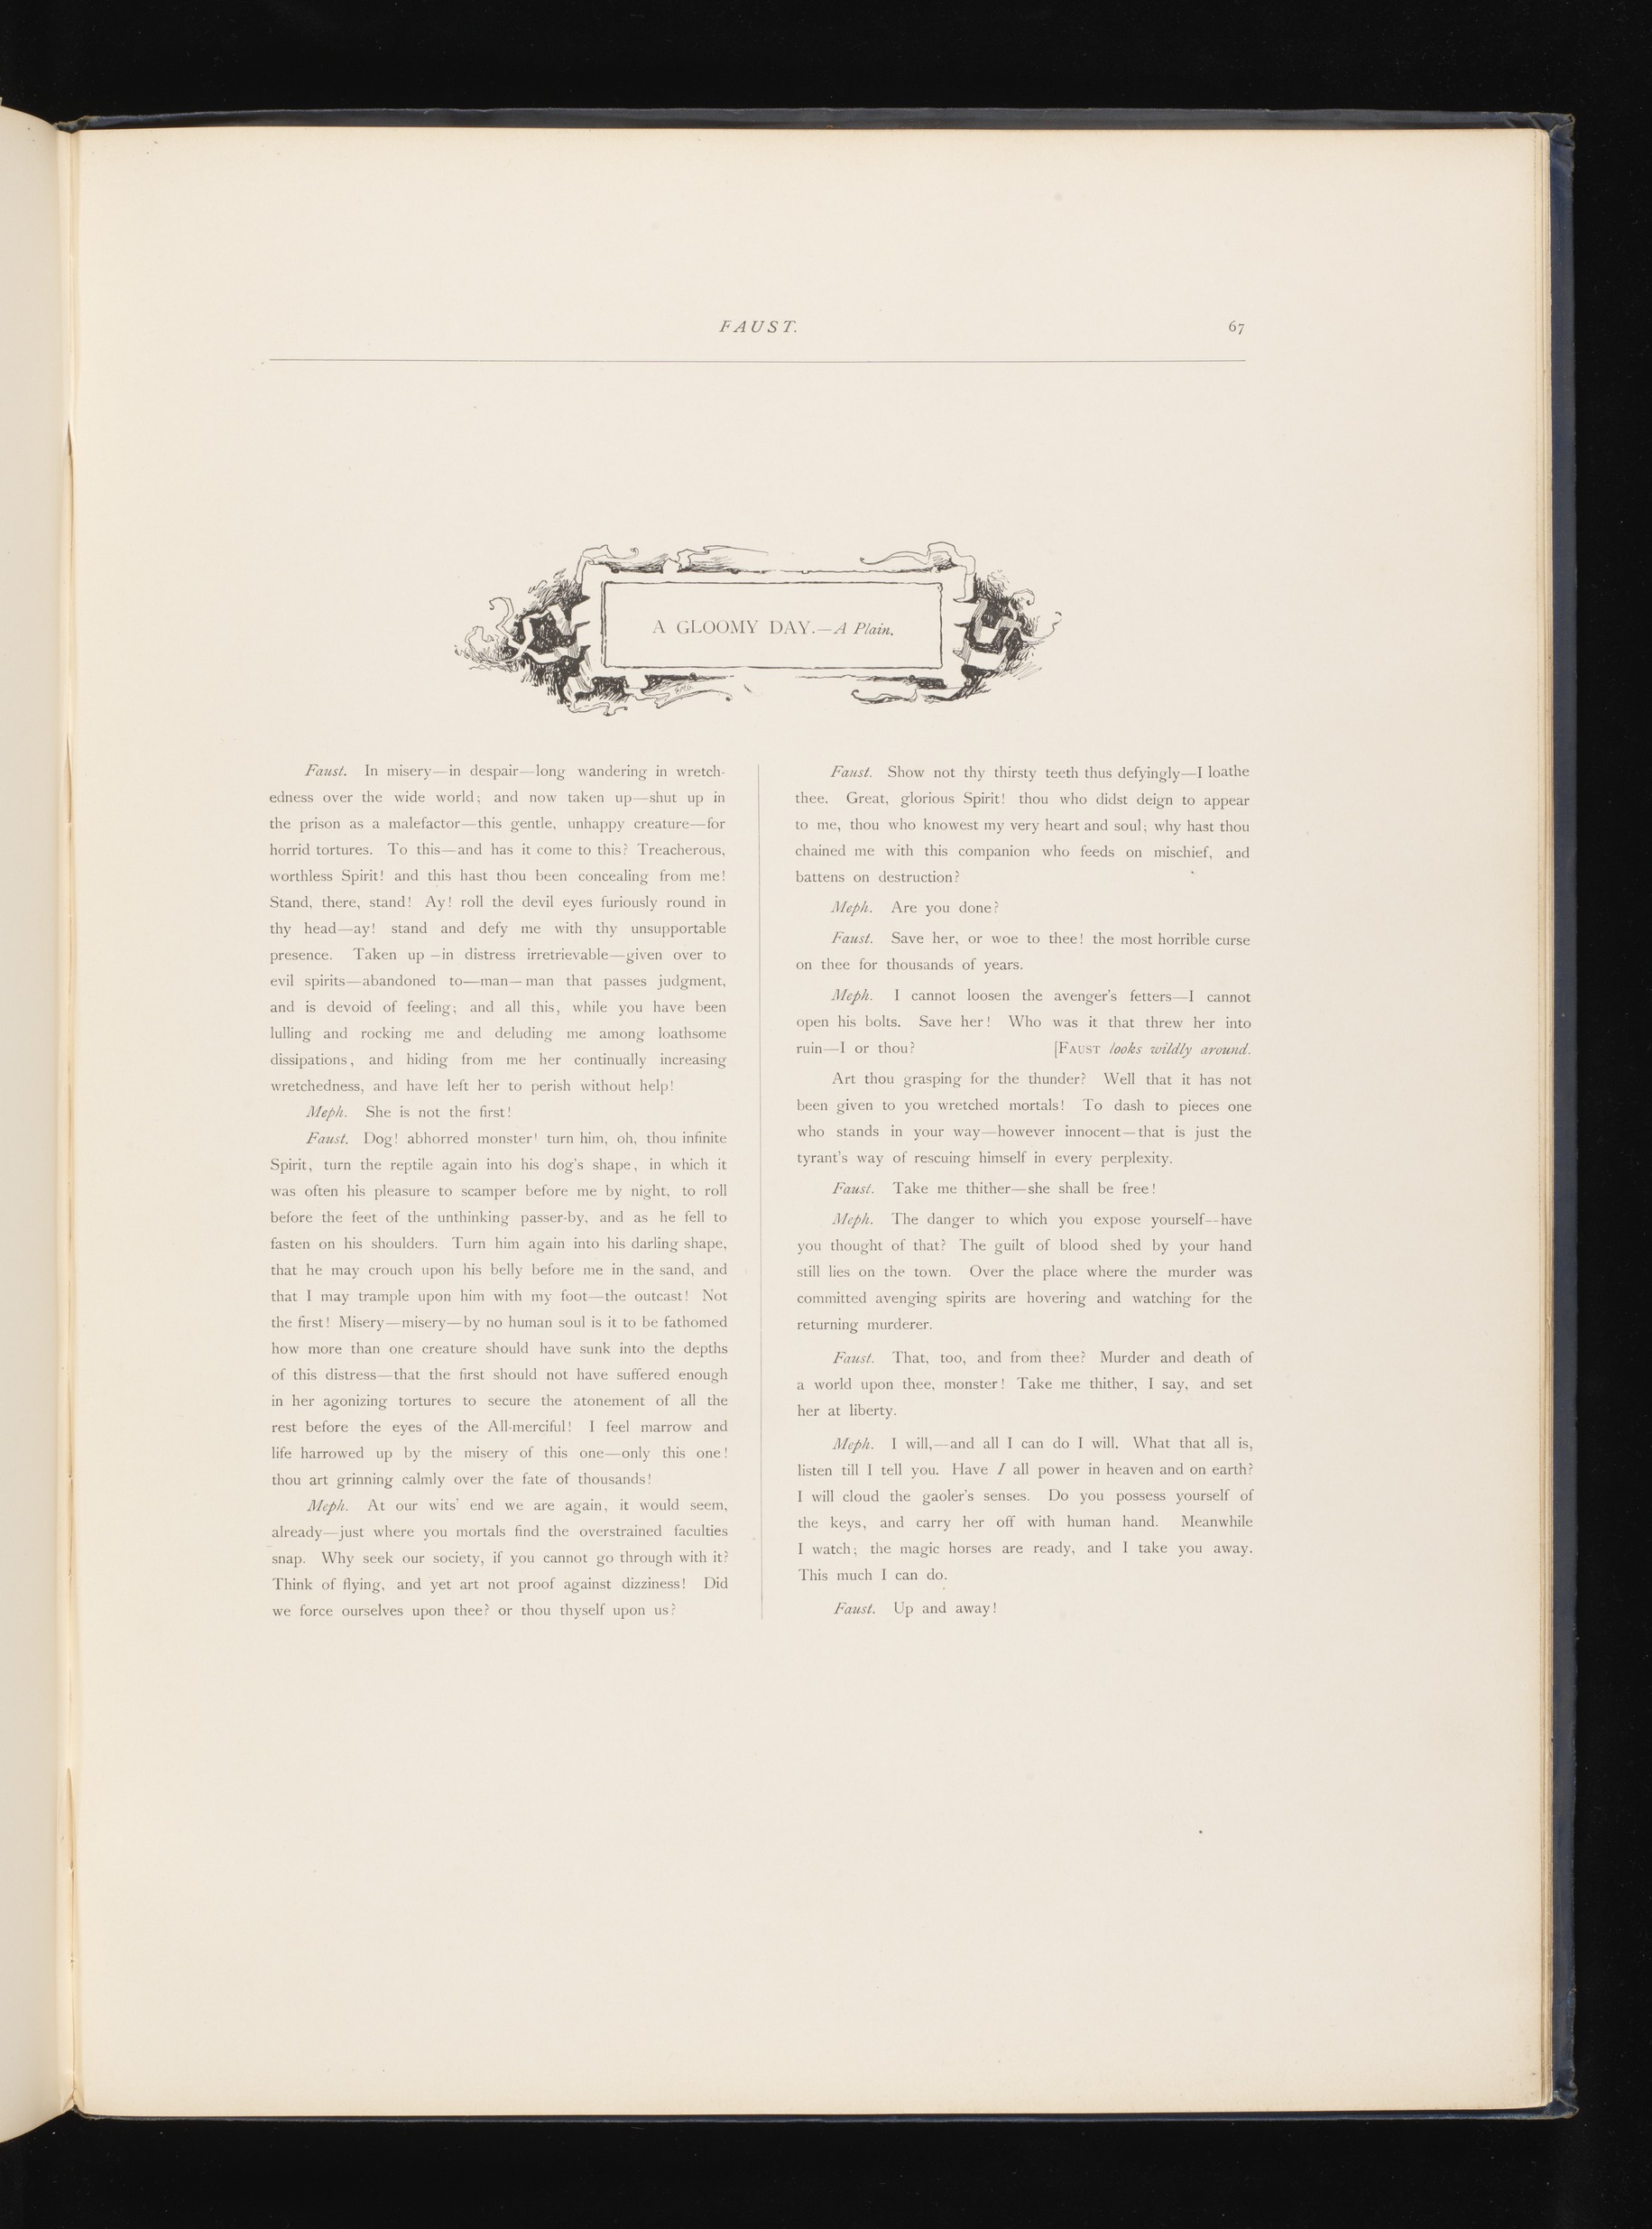 FAUST.
67
A GLOOMY DAY.—A Plain.
Faust. In misery—in despair—long wandering in wretch-
edness over the wide world; and now taken up—shut up in
the prison as a malefactor—this gentle, unhappy creature—for
horrid tortures. To this—and has it come to this? Treacherous,
worthless Spirit! and this hast thou been concealing from me!
Stand, there, stand! Ay! roll the devil eyes furiously round in
thy head—ay! stand and defy me with thy unsupportable
presence. Taken up—in distress irretrievable—given over to
evil spirits—abandoned to—man—man that passes judgment,
and is devoid of feeling; and all this, while you have been
lulling and rocking me and deluding me among loathsome
dissipations, and hiding from me her continually increasing
wretchedness, and have left her to perish without help!
Meph. She is not the first!
Faust. Dog! abhorred monster! turn him, oh, thou infinite
Spirit, turn the reptile again into his dog's shape, in which it
was often his pleasure to scamper before me by night, to roll
before the feet of the unthinking passer-by, and as he fell to
fasten on his shoulders. Turn him again into his darling shape,
that he may crouch upon his belly before me in the sand, and
that I may trample upon him with my foot—the outcast! Not
the first! Misery—misery—by no human soul is it to be fathomed
how more than one creature should have sunk into the depths
of this distress—that the first should not have suffered enough
in her agonizing tortures to secure the atonement of all the
rest before the eyes of the All-merciful! I feel marrow and
life harrowed up by the misery of this one—only this one!
thou art grinning calmly over the fate of thousands!
Meph. At our wits' end we are again, it would seem,
already—just where you mortals find the overstrained faculties
snap. Why seek our society, if you cannot go through with it?
Think of flying, and yet art not proof against dizziness! Did
we force ourselves upon thee? or thou thyself upon us?
Faust. Show not thy thirsty teeth thus defyingly—I loathe
thee. Great, glorious Spirit! thou who didst deign to appear
to me, thou who knowest my very heart and soul; why hast thou
chained me with this companion who feeds on mischief, and
battens on destruction?
Meph. Are you done?
Faust. Save her, or woe to thee! the most horrible curse
on thee for thousands of years.
Meph. I cannot loosen the avenger's fetters—I cannot
open his bolts. Save her! Who was it that threw her into
ruin—I or thou? [FAUST looks wildly around.
Art thou grasping for the thunder? Well that it has not
been given to you wretched mortals! To dash to pieces one
who stands in your way—however innocent—that is just the
tyrant's way of rescuing himself in every perplexity.
Faust. Take me thither—she shall be free!
Meph. The danger to which you expose yourself—have
you thought of that? The guilt of blood shed by your hand
still lies on the town. Over the place where the murder was
committed avenging spirits are hovering and watching for the
returning murderer.
Faust. That, too, and from thee? Murder and death of
a world upon thee, monster! Take me thither, I say, and set
her at liberty.
Meph. I will,—and all I can do I will. What that all is,
listen till I tell you. Have I all power in heaven and on earth?
I will cloud the gaoler's senses. Do you possess yourself of
the keys, and carry her off with human hand. Meanwhile
I watch; the magic horses are ready, and I take you away.
This much I can do.
Faust. Up and away!